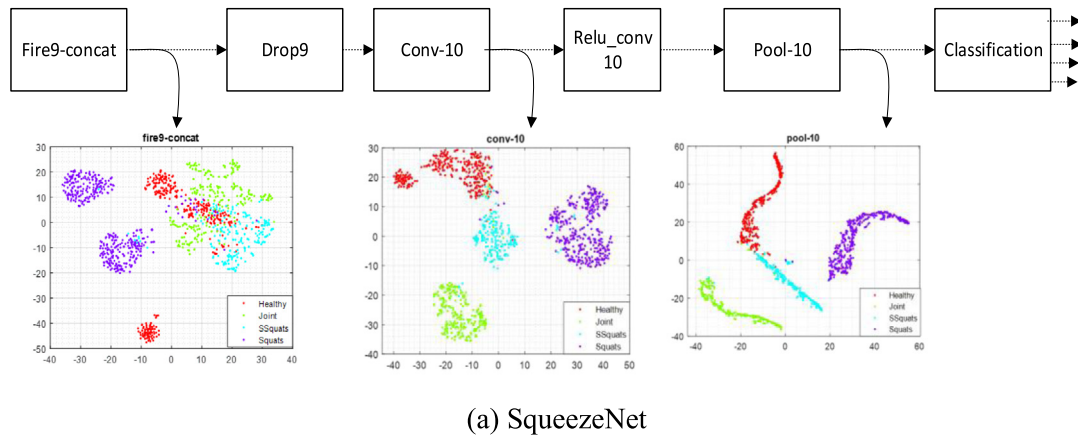 Fire9-concat
Drop9
Conv-10
Relu_conv
10
Pool-10
Classification
fire9-concat
30
20
10
0
-10
-20
-30
-40
-50
-40
-30
-20
-10
0
10
20
30
40
Healthy
Joint
SSquats
Squats
conv-10
30
20
10
0
-10
-20
-30
-40
-40
-30
-20
-10
0
10
20
30
40
50
Healthy
Joint
SSquats
Squats
pool-10
60
40
20
0
-20
-40
-40
-20
0
20
40
60
Healthy
Joint
SSquats
Squats
(a) SqueezeNet